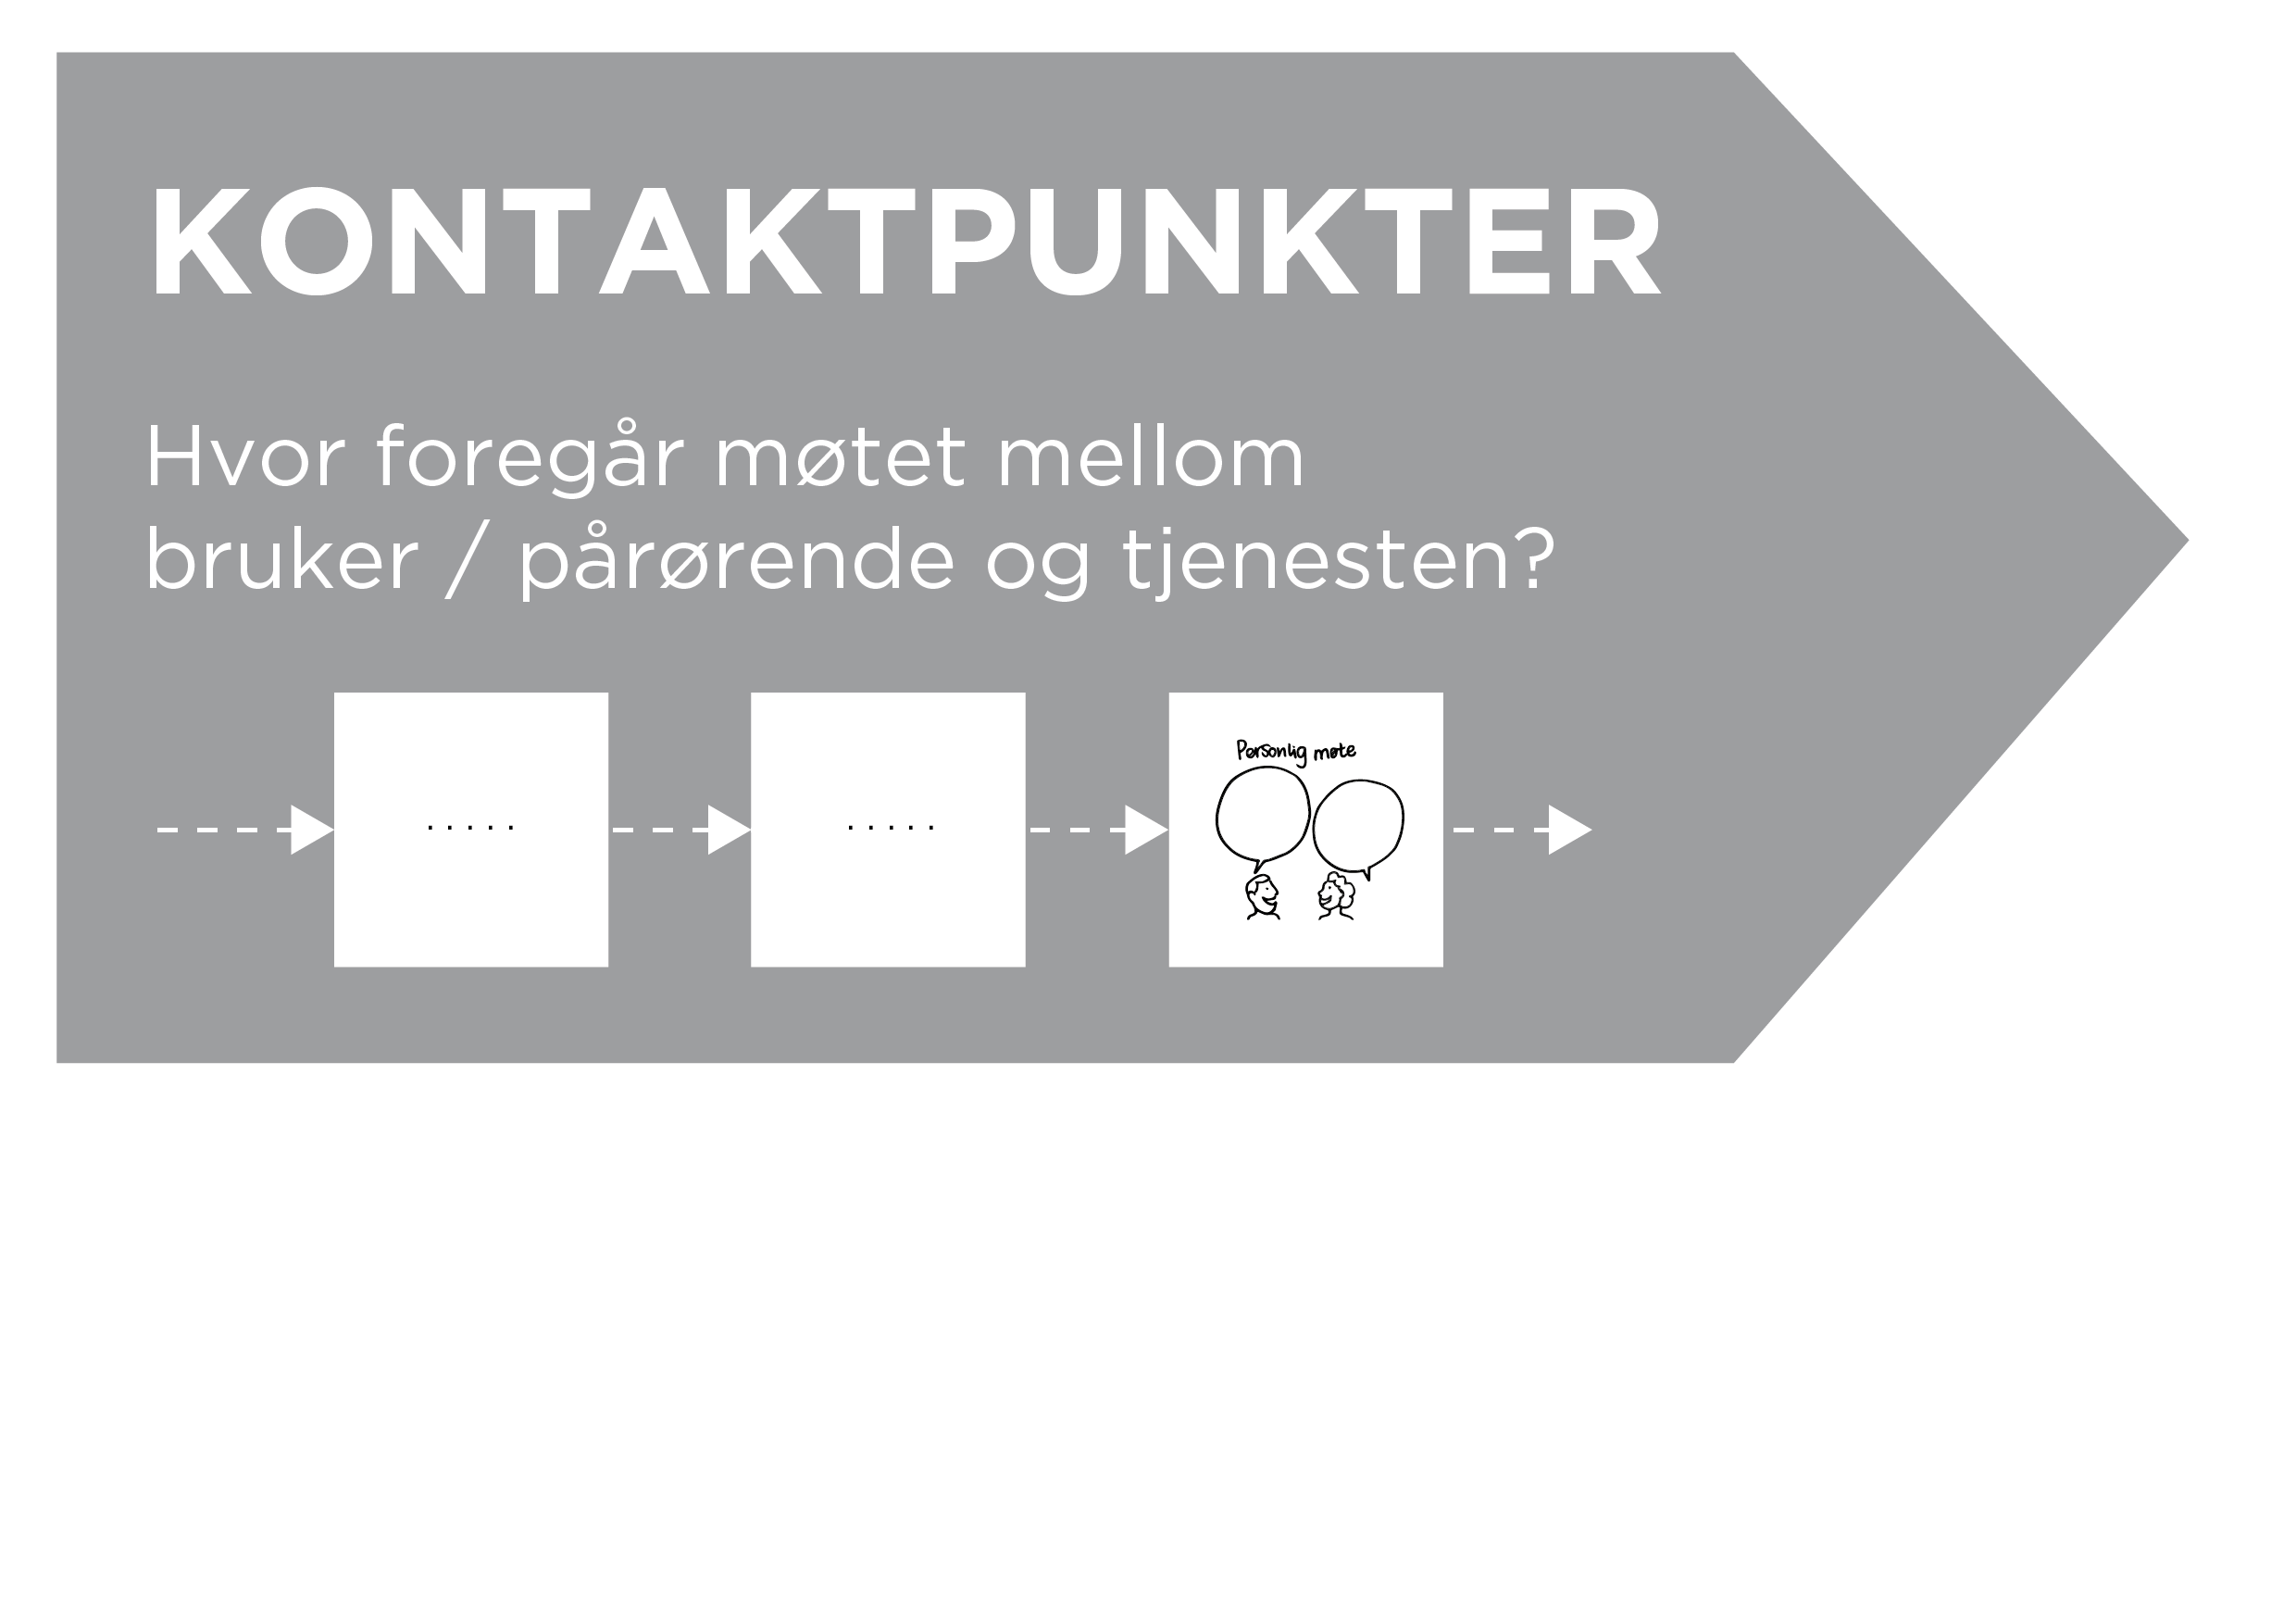 KONTAKTPUNKTER
Hvor foregår møtet mellom
bruker / pårørende og tjenesten?
Personlig møte
. . . . .
. . . . .